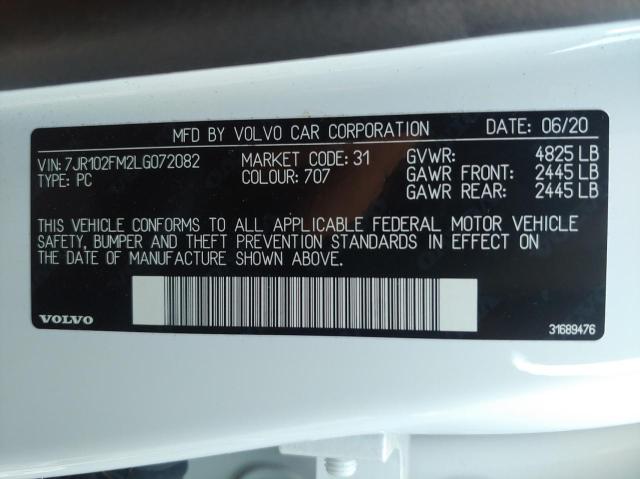 MFD BY VOLVO CAR CORPORATION DATE: 06/20
VIN: 7JR102FM2LG072082 MARKET CODE: 31 GVWR: 4825 LB
TYPE: PC COLOUR: 707 GAWR FRONT: 2445 LB
GAWR REAR: 2445 LB
THIS VEHICLE CONFORMS TO ALL APPLICABLE FEDERAL MOTOR VEHICLE
SAFETY, BUMPER AND THEFT PREVENTION STANDARDS IN EFFECT ON
THE DATE OF MANUFACTURE SHOWN ABOVE.
VOLVO 31689476